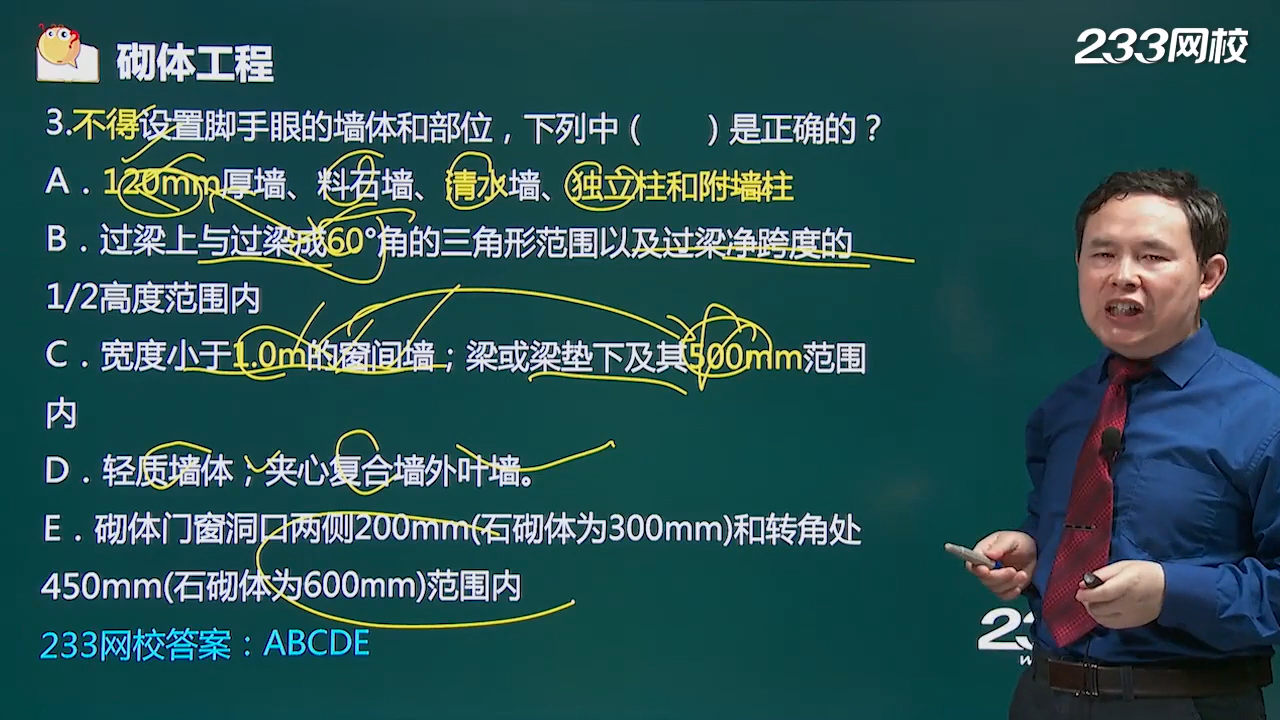 233网校
砌体工程
3.不得设置脚手眼的墙体和部位，下列中（　　）是正确的？
A．120mm厚墙、料石墙、清水墙、独立柱和附墙柱
B．过梁上与过梁成60°角的三角形范围以及过梁净跨度的
1/2高度范围内
C．宽度小于1.0m的窗间墙；梁或梁垫下及其500mm范围
内
D．轻质墙体；夹心复合墙外叶墙。
E．砌体门窗洞口两侧200mm(石砌体为300mm)和转角处
450mm(石砌体为600mm)范围内
233网校答案：ABCDE
23